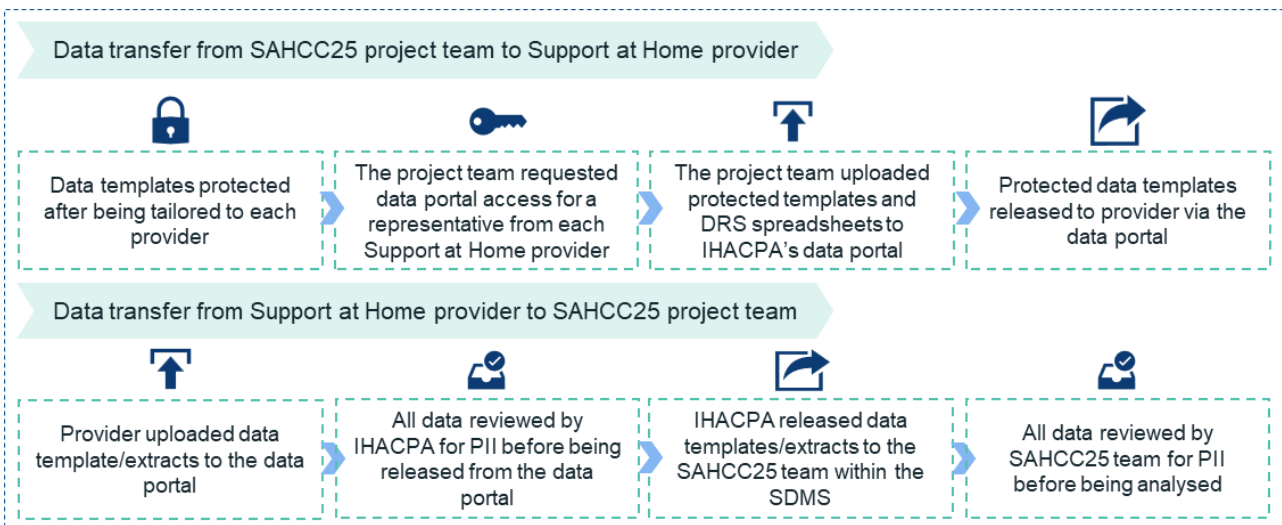 Data transfer from SAHCC25 project team to Support at Home provider
Data templates protected
after being tailored to each
provider
The project team requested
data portal access for a
representative from each
Support at Home provider
The project team uploaded
protected templates and
DRS spreadsheets to
IHACPA's data portal
Protected data templates
released to provider via the
data portal
Data transfer from Support at Home provider to SAHCC25 project team
Provider uploaded data
template/extracts to the data
portal
All data reviewed by
IHACPA for PII before being
released from the data
portal
IHACPA released data
templates/extracts to the
SAHCC25 team within the
SDMS
All data reviewed by
SAHCC25 team for PII
before being analysed